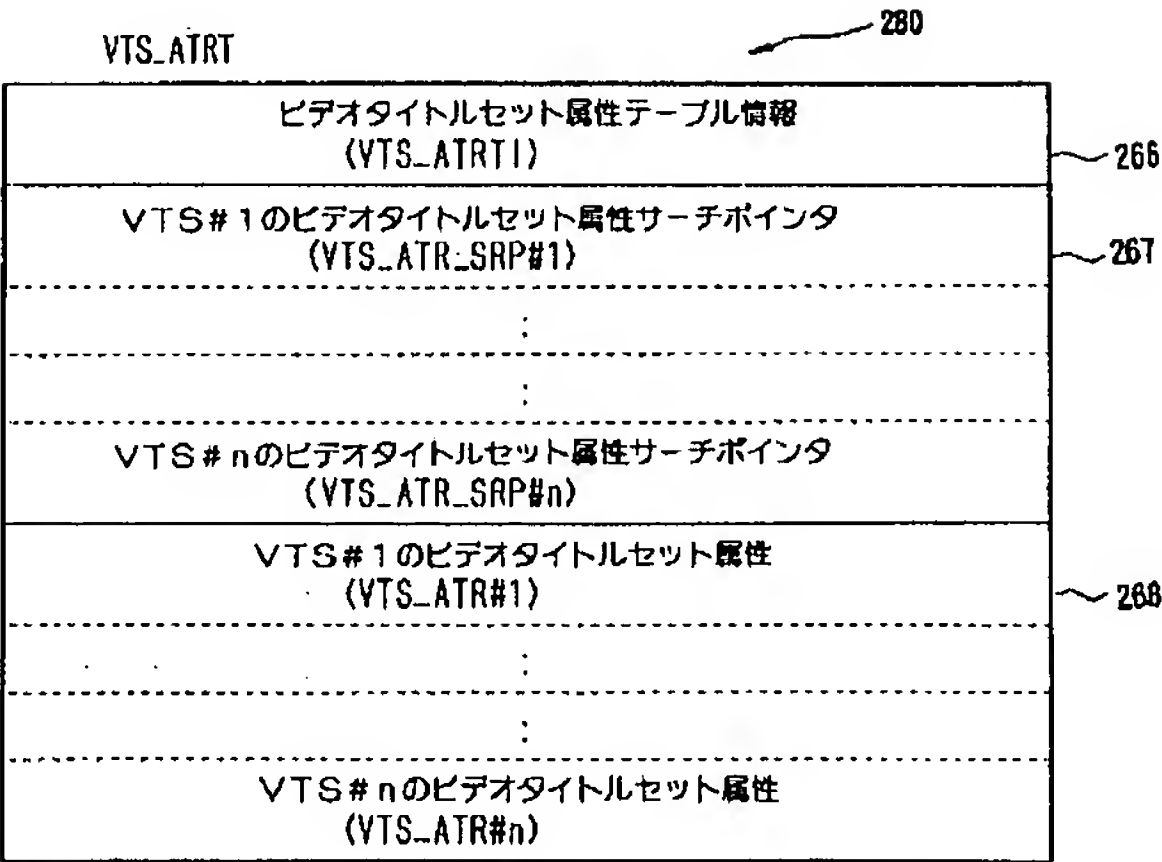 280
VTS_ATRT
ビデオタイトルセット属性テーブル情報
(VTS_ATRTI)
266
VTS#1のビデオタイトルセット属性サーチポインタ
(VTS_ATR_SRP#1)
267
:
:
VTS#nのビデオタイトルセット属性サーチポインタ
(VTS_ATR_SRP#n)
VTS#1のビデオタイトルセット属性
(VTS_ATR#1)
268
:
:
VTS#nのビデオタイトルセット属性
(VTS_ATR#n)